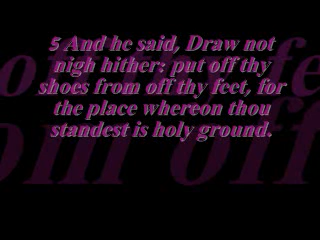 5 And he said, Draw not
nigh hither: put off thy
shoes from off thy feet, for
the place whereon thou
standest is holy ground.